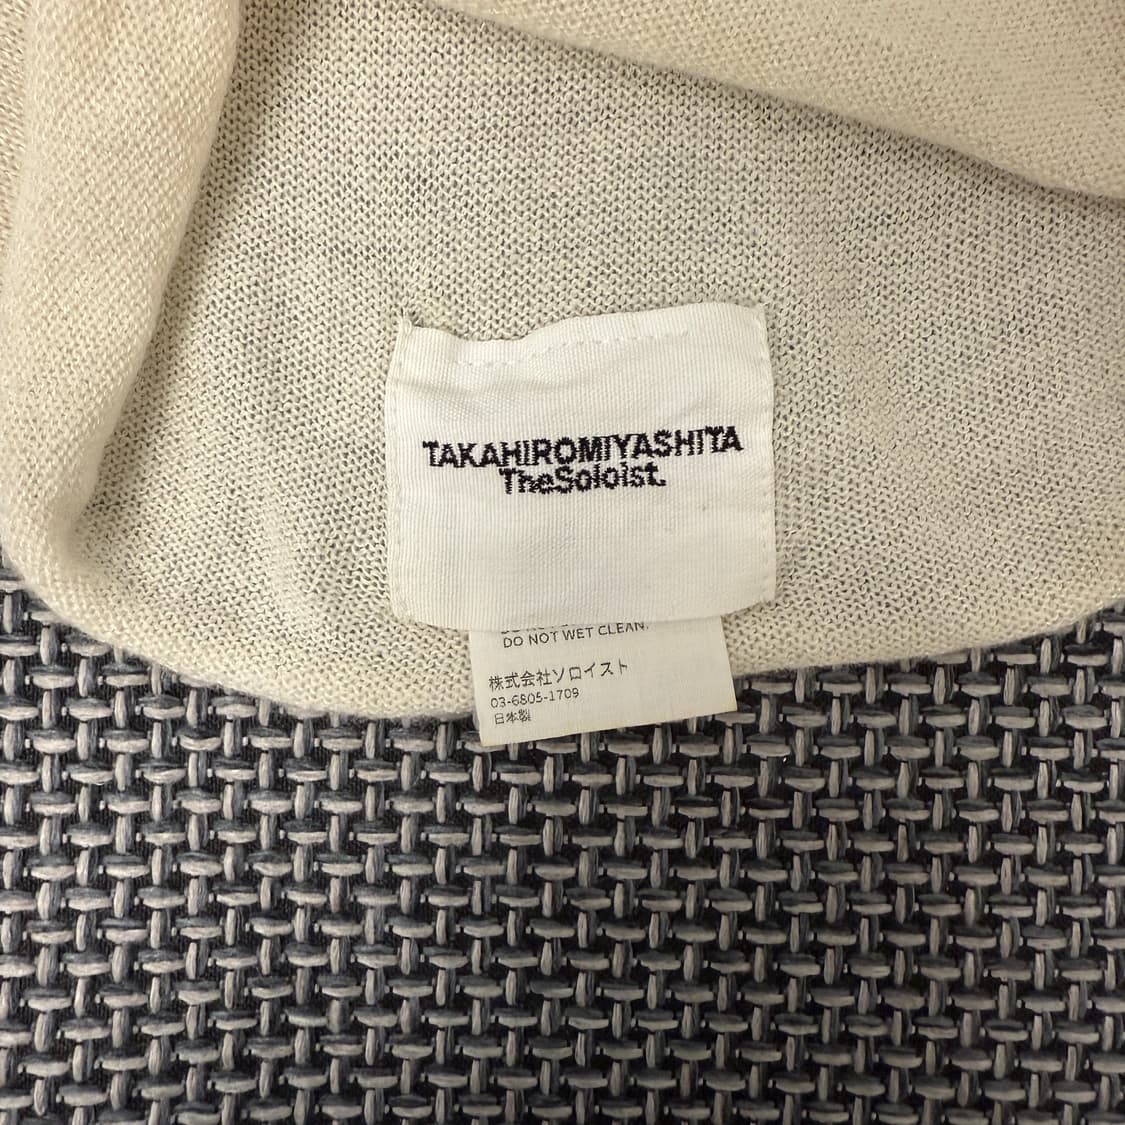 TAKAHIROMIYASHITA
TheSoloist.
DO NOT WET CLEAN.
株式会社ソロイスト
03-6805-1709
日本製